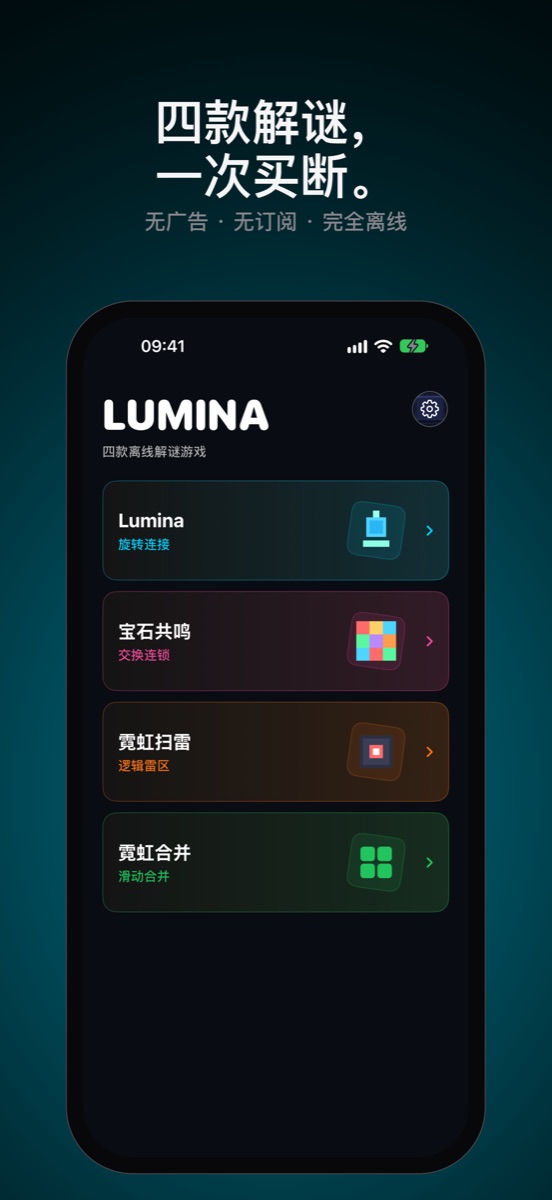 四款解谜，
一次买断。
无广告 · 无订阅 · 完全离线
09:41
LUMINA
四款离线解谜游戏
Lumina
旋转连接
宝石共鸣
交换连锁
霓虹扫雷
逻辑雷区
霓虹合并
滑动合并